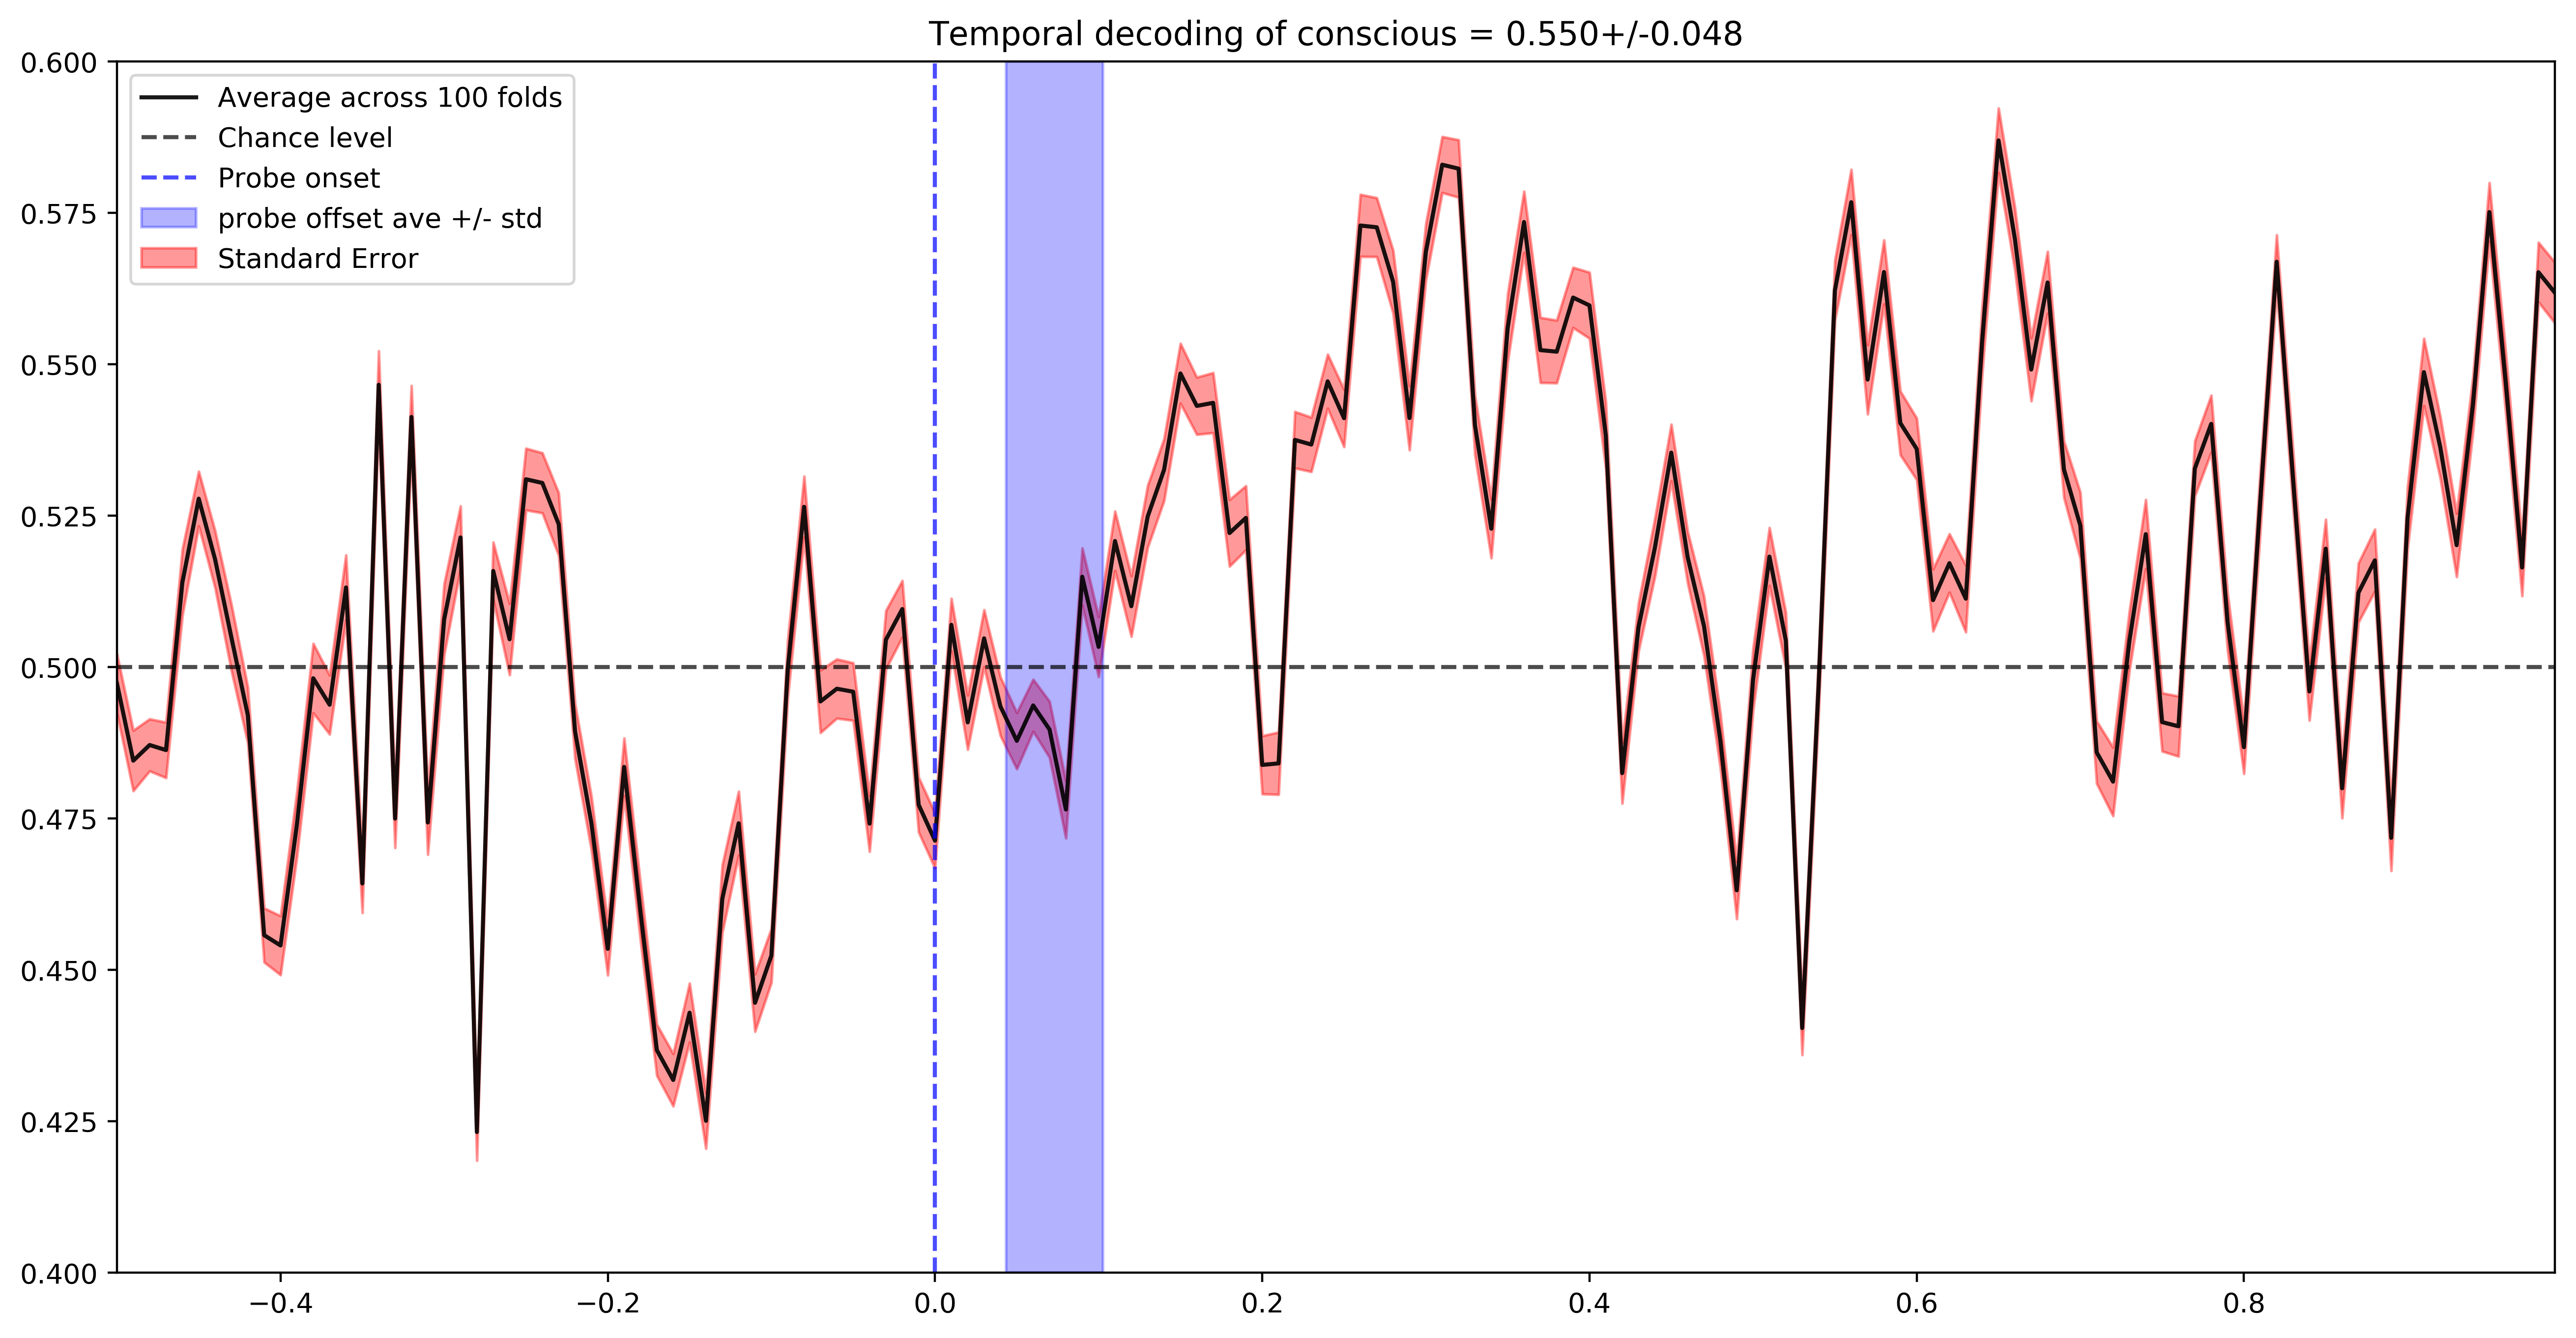 Temporal decoding of conscious = 0.550+/-0.048
0.600
0.575
0.550
0.525
0.500
0.475
0.450
0.425
0.400
Average across 100 folds
Chance level
Probe onset
probe offset ave +/- std
Standard Error
−0.4
−0.2
0.0
0.2
0.4
0.6
0.8